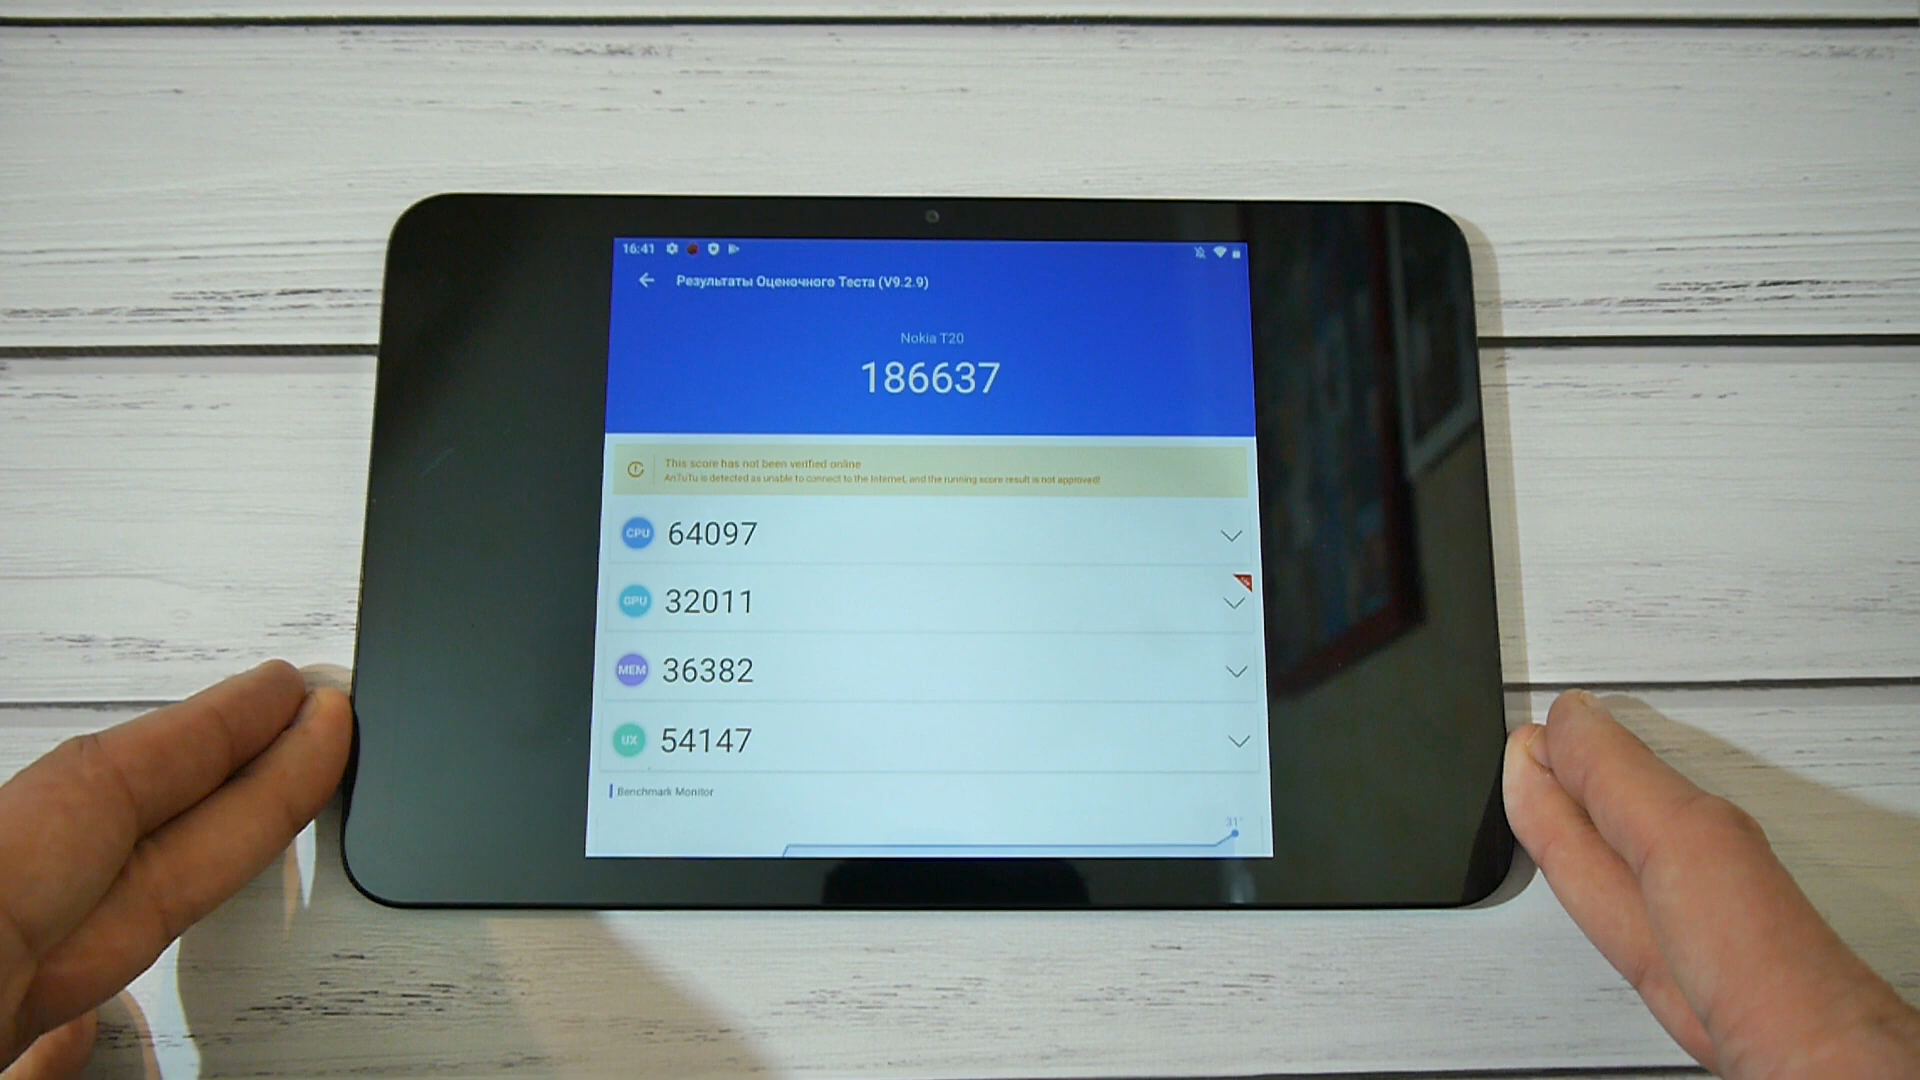 16:41
Результаты Оценочного Теста (V9.2.9)
Nokia T20
186637
This score has not been verified online
AnTuTu is detected as unable to connect to the Internet, and the running score result is not approved!
CPU 64097
GPU 32011
MEM 36382
UX 54147
Benchmark Monitor
31°